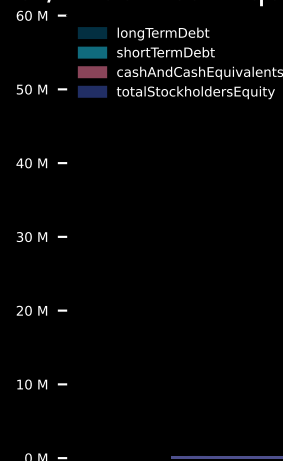 60 M
longTermDebt
shortTermDebt
cashAndCashEquivalents
50 M
totalStockholdersEquity
40 M
30 M
20 M
10 M
0 M